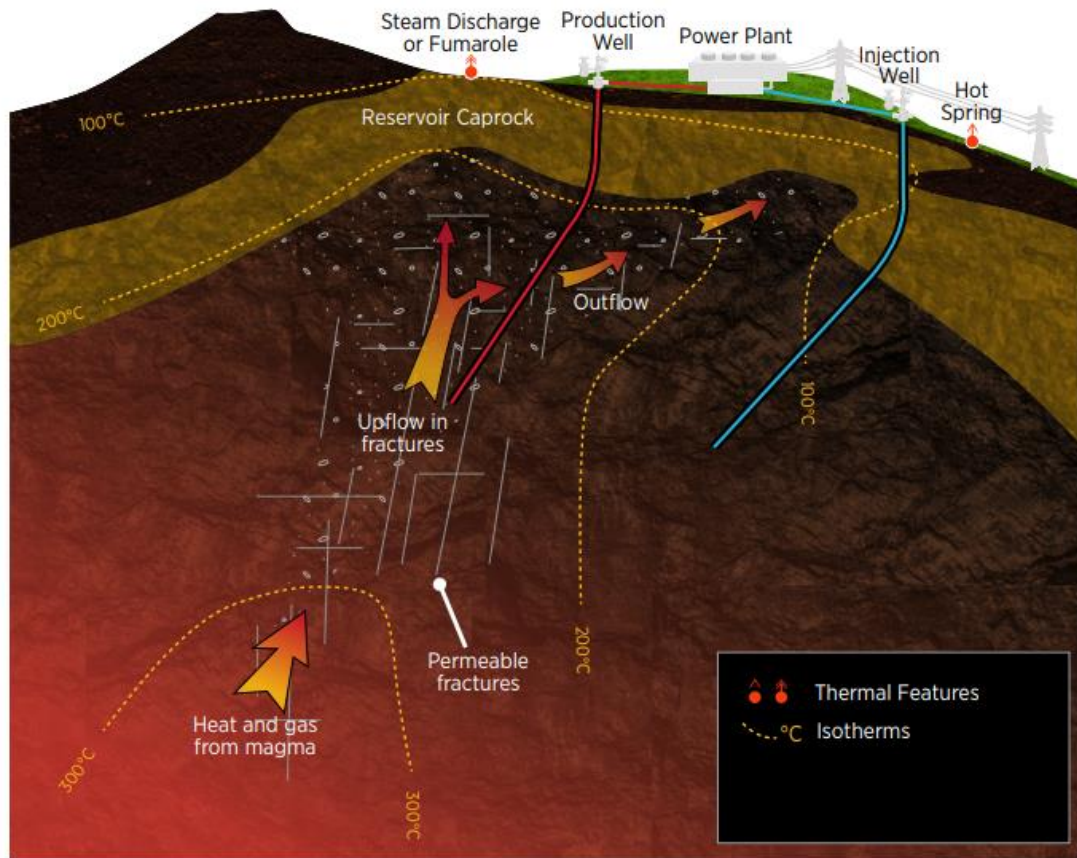 Steam Discharge
or Fumarole
Production
Well
Power Plant
Injection
Well
Hot
Spring
100°C
Reservoir Caprock
200°C
Outflow
100°C
Upflow in
fractures
200°C
Permeable
fractures
Heat and gas
from magma
300°C
300°C
Thermal Features
°C
Isotherms